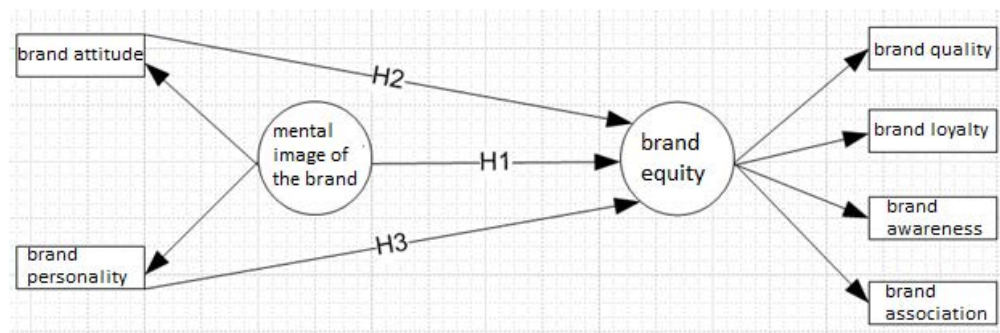 brand attitude
H2
brand quality
mental
image of
the brand
H1
brand
equity
brand loyalty
brand
awareness
H3
brand
personality
brand
association